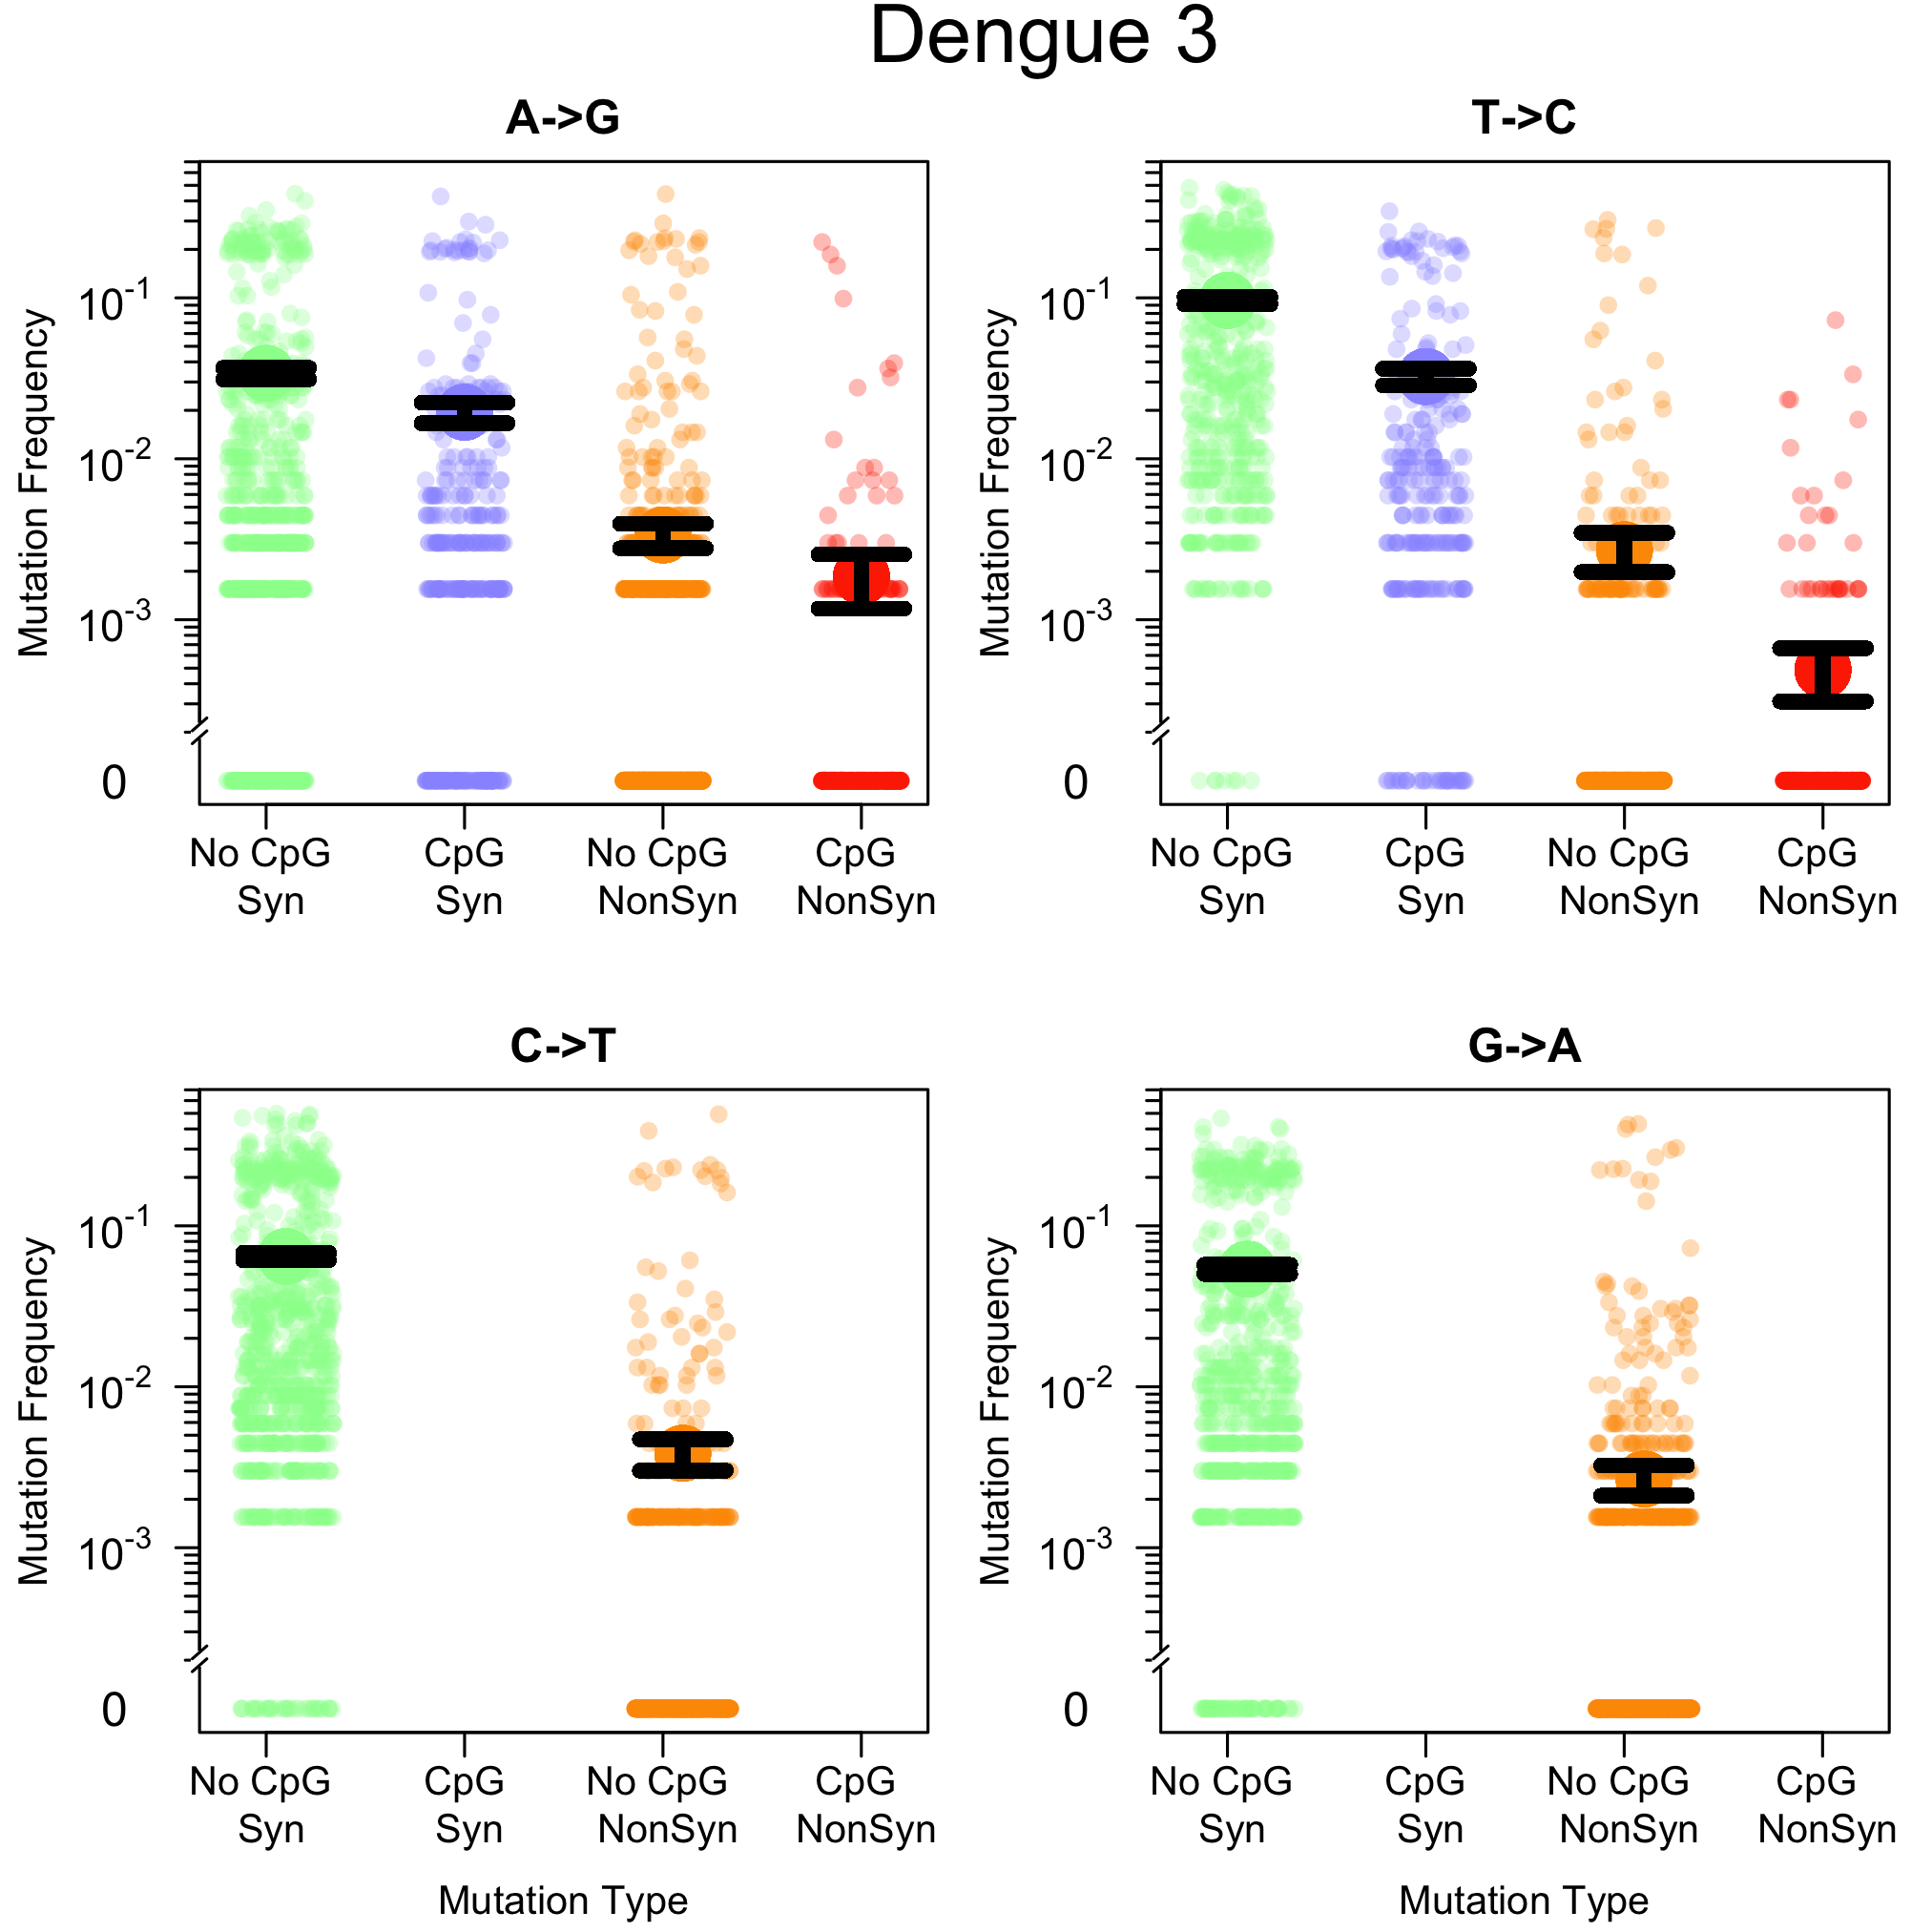 Dengue 3
A->G
Mutation Frequency
10-1
10-2
10-3
0
No CpG CpG No CpG CpG
Syn Syn NonSyn NonSyn
T->C
Mutation Frequency
10-1
10-2
10-3
0
No CpG CpG No CpG CpG
Syn Syn NonSyn NonSyn
C->T
Mutation Frequency
10-1
10-2
10-3
0
No CpG CpG No CpG CpG
Syn Syn NonSyn NonSyn
Mutation Type
G->A
Mutation Frequency
10-1
10-2
10-3
0
No CpG CpG No CpG CpG
Syn Syn NonSyn NonSyn
Mutation Type